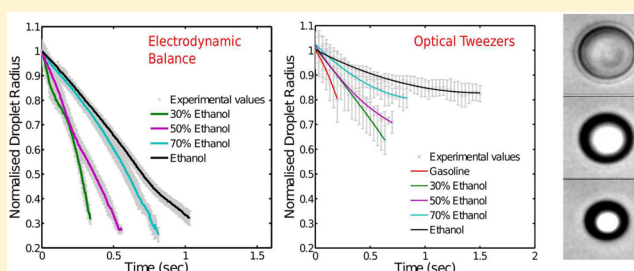 Normalised Droplet Radius
1.1
1
0.9
0.8
0.7
0.6
0.5
0.4
0.3
0.2
Electrodynamic
Balance
Experimental values
30% Ethanol
50% Ethanol
70% Ethanol
Ethanol
0
0.5
1
1.5
Time (sec)
Normalised Droplet Radius
1.1
1
0.9
0.8
0.7
0.6
0.5
0.4
0.3
0.2
Optical Tweezers
Experimental values
Gasoline
30% Ethanol
50% Ethanol
70% Ethanol
Ethanol
0
0.5
1.0
1.5
2.0
Time (sec)